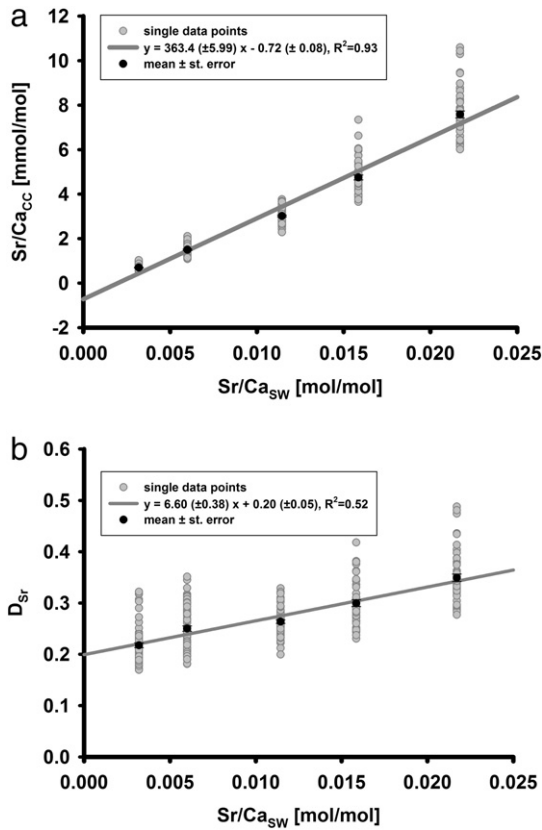 a
single data points
y = 363.4 (±5.99) x - 0.72 (± 0.08), R²=0.93
mean ± st. error
Sr/Ca_CC [mmol/mol]
12
10
8
6
4
2
0
-2
0.000 0.005 0.010 0.015 0.020 0.025
Sr/Ca_SW [mol/mol]
b
single data points
y = 6.60 (±0.38) x + 0.20 (±0.05), R²=0.52
mean ± st. error
D_Sr
0.6
0.5
0.4
0.3
0.2
0.1
0.0
0.000 0.005 0.010 0.015 0.020 0.025
Sr/Ca_SW [mol/mol]